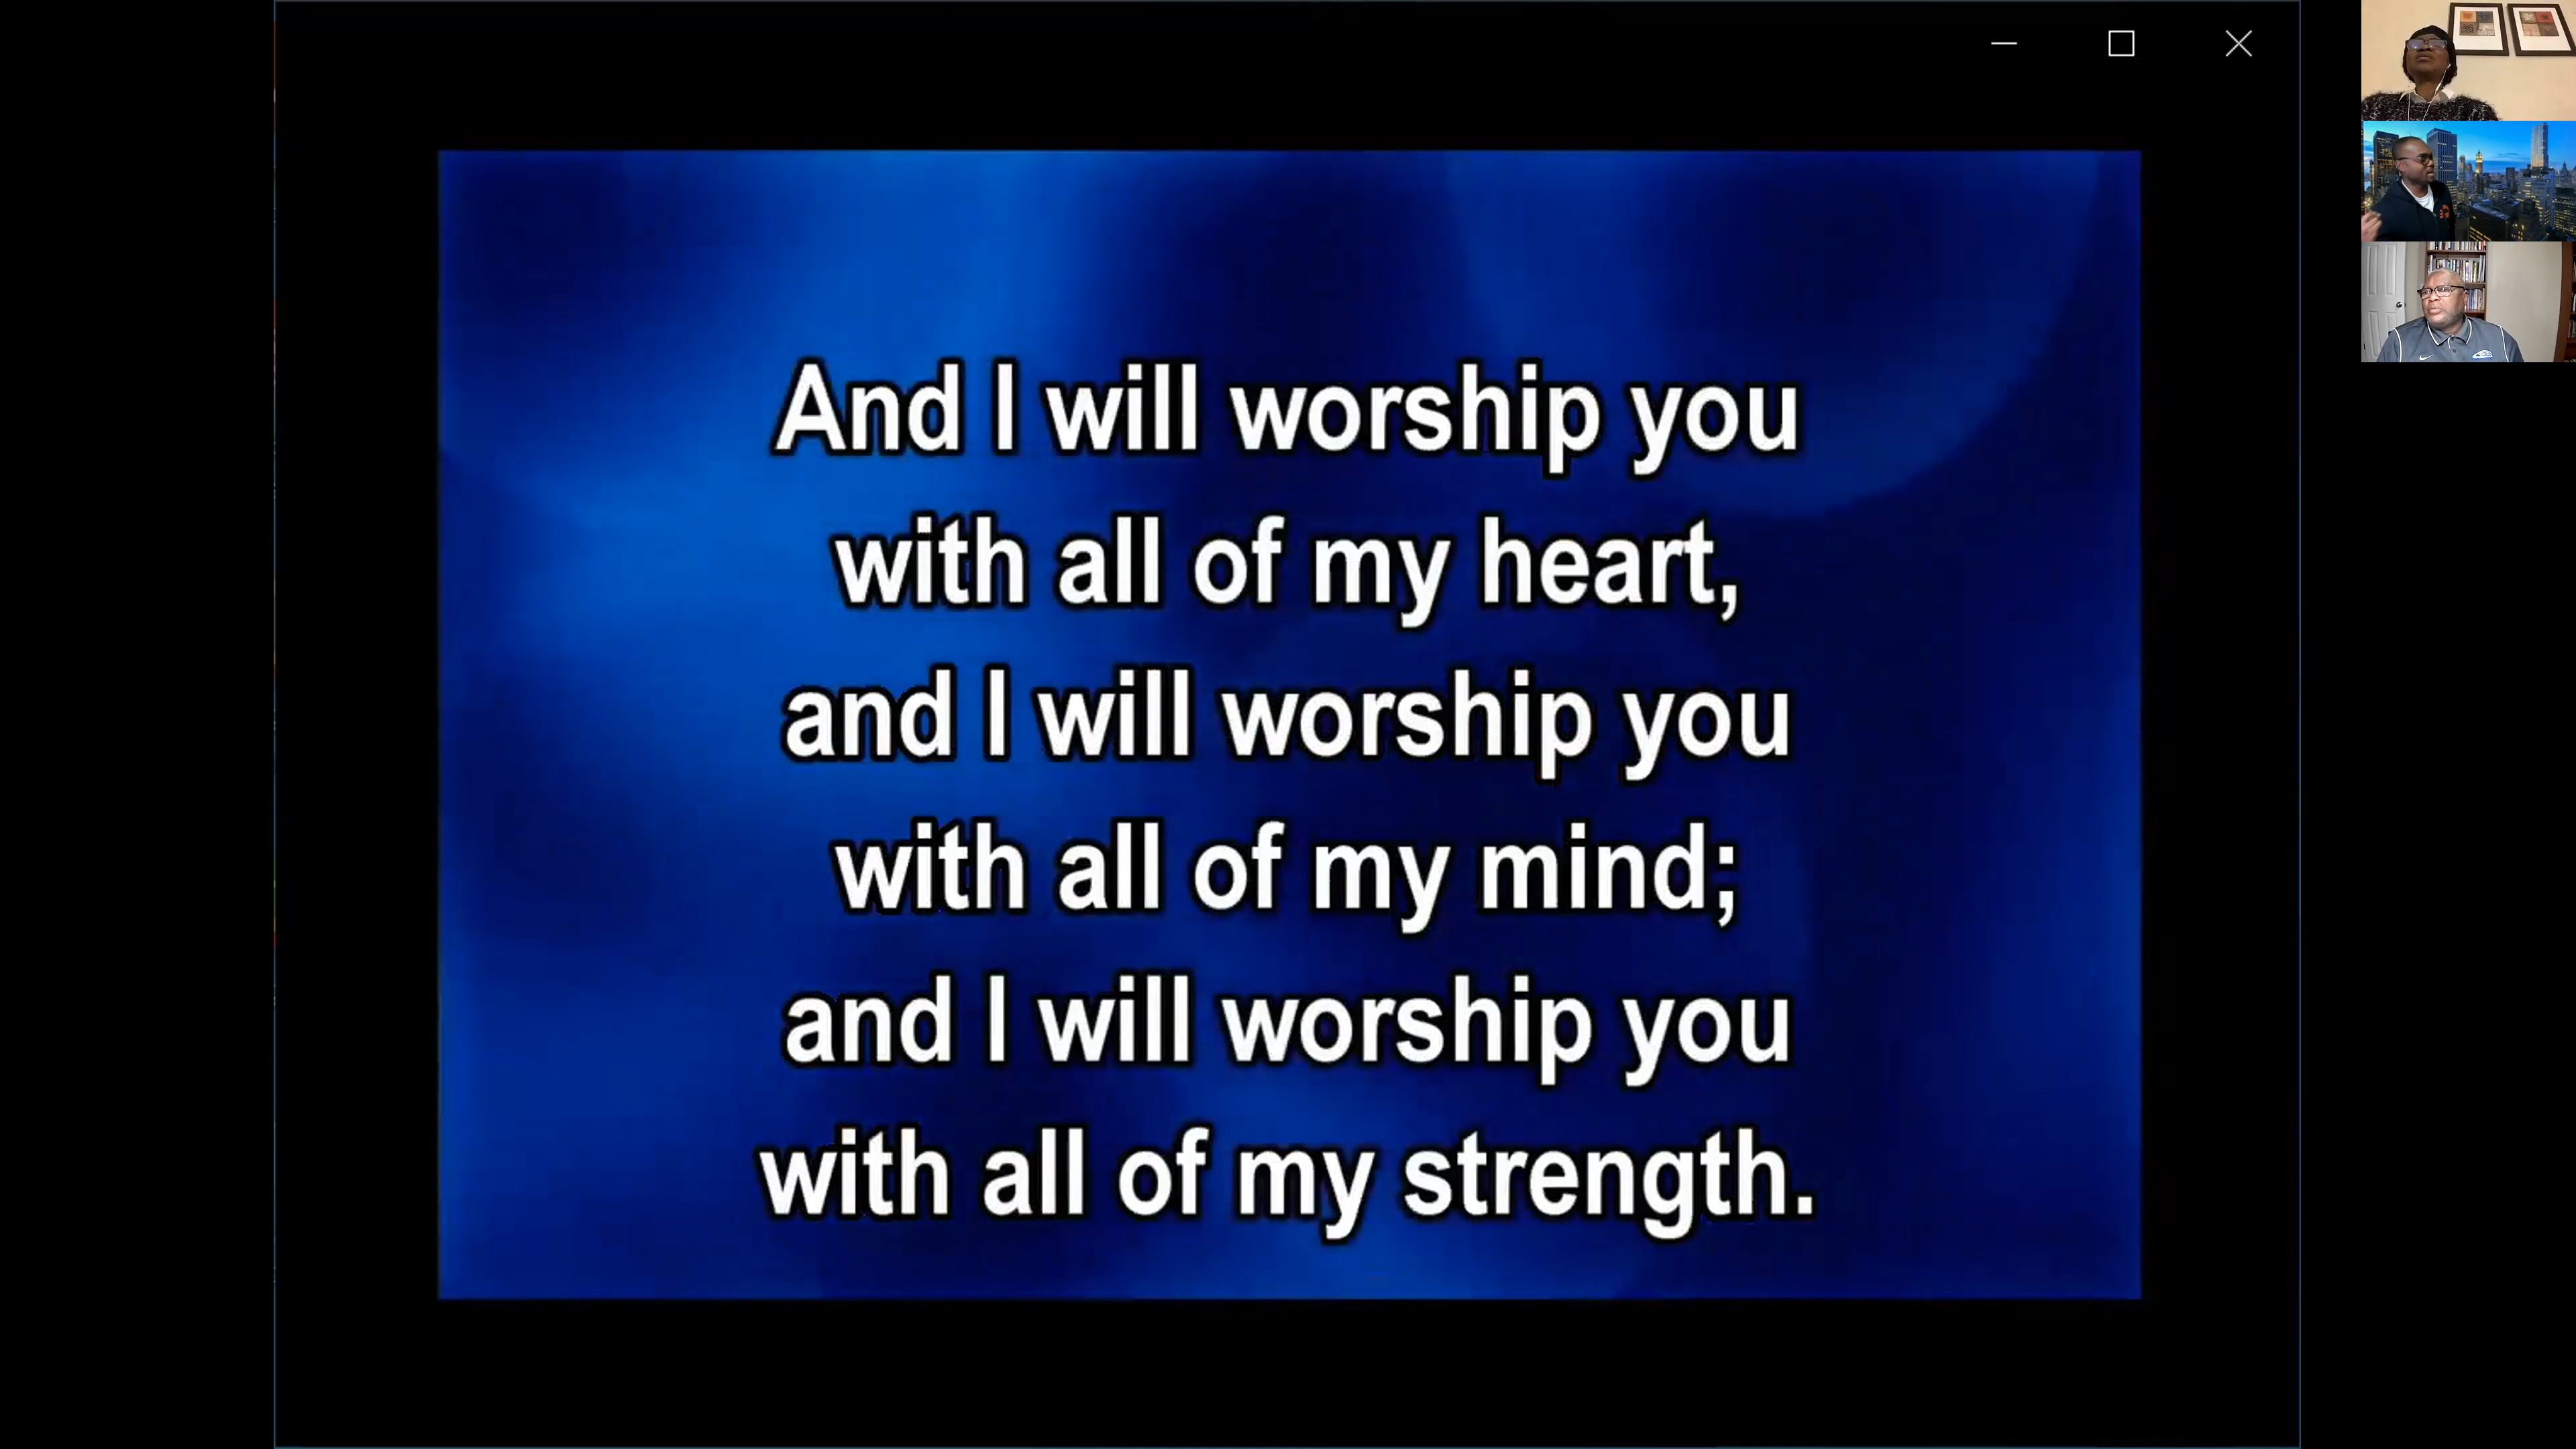 And I will worship you
with all of my heart,
and I will worship you
with all of my mind;
and I will worship you
with all of my strength.